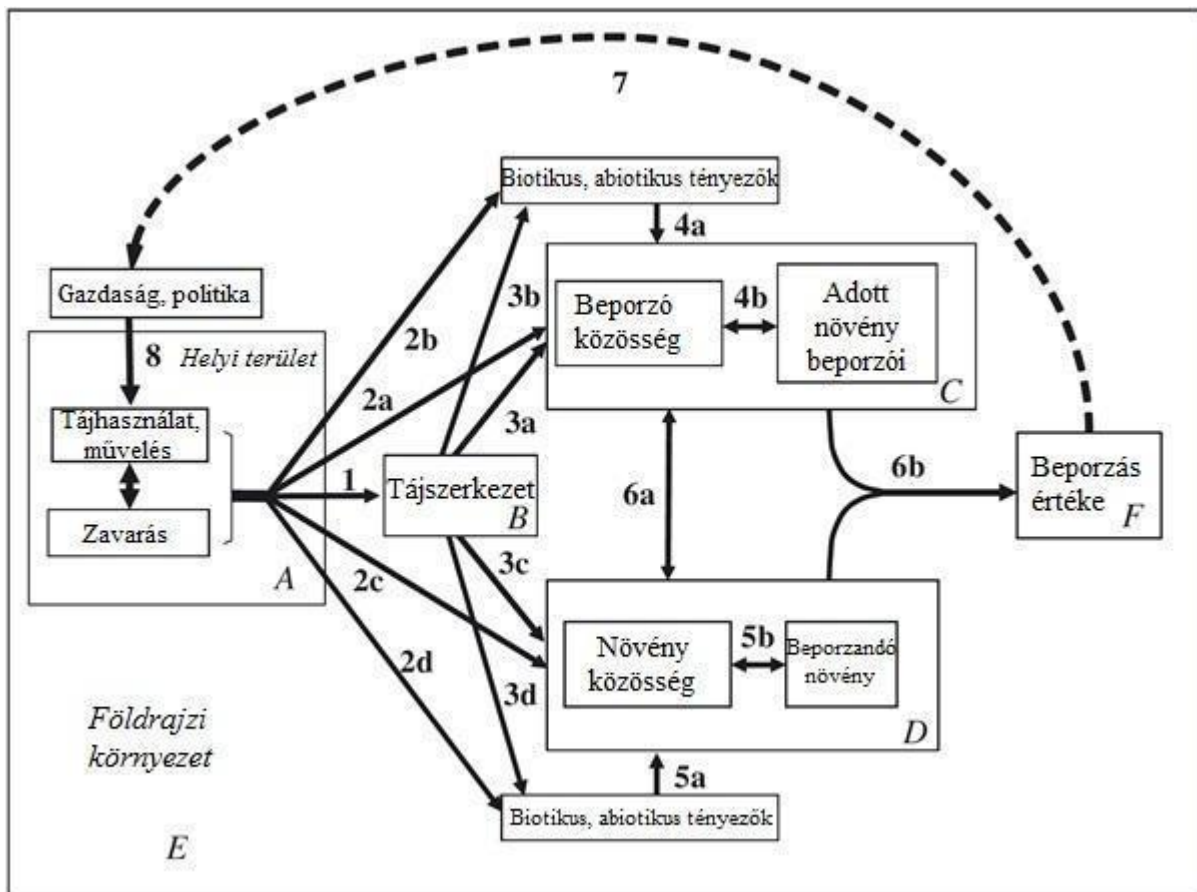 7
Biotikus, abiotikus tényezők
4a
Gazdaság, politika
3b
Beporzó
közösség
4b
Adott
növény
beporzói
8
Helyi terület
2b
C
2a
3a
Tájhasználat,
művelés
1
Tájszerkezet
B
6a
6b
Beporzás
értéke
F
Zavarás
A
2c
3c
Növény
közösség
5b
Beporzandó
növény
2d
3d
D
Földrajzi
környezet
5a
Biotikus, abiotikus tényezők
E